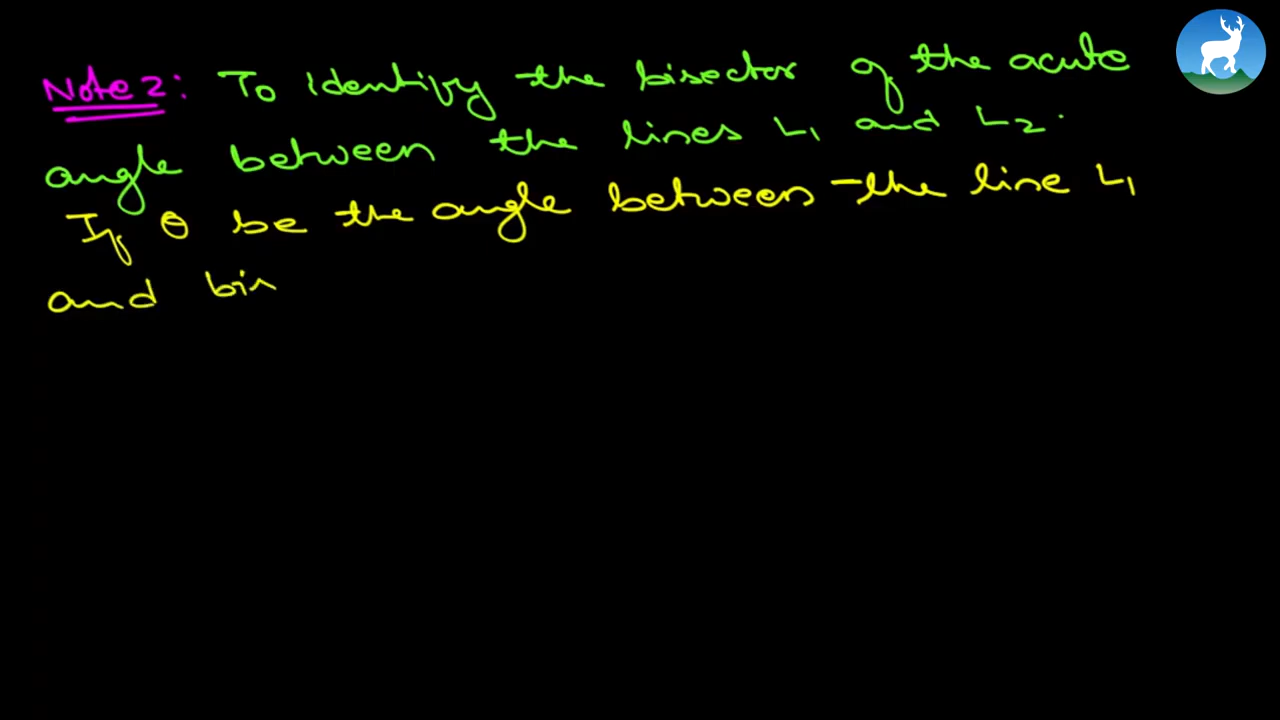 Note 2: To identify the bisector of the acute
angle between the lines L1 and L2.
If θ be the angle between the line L1
and bis